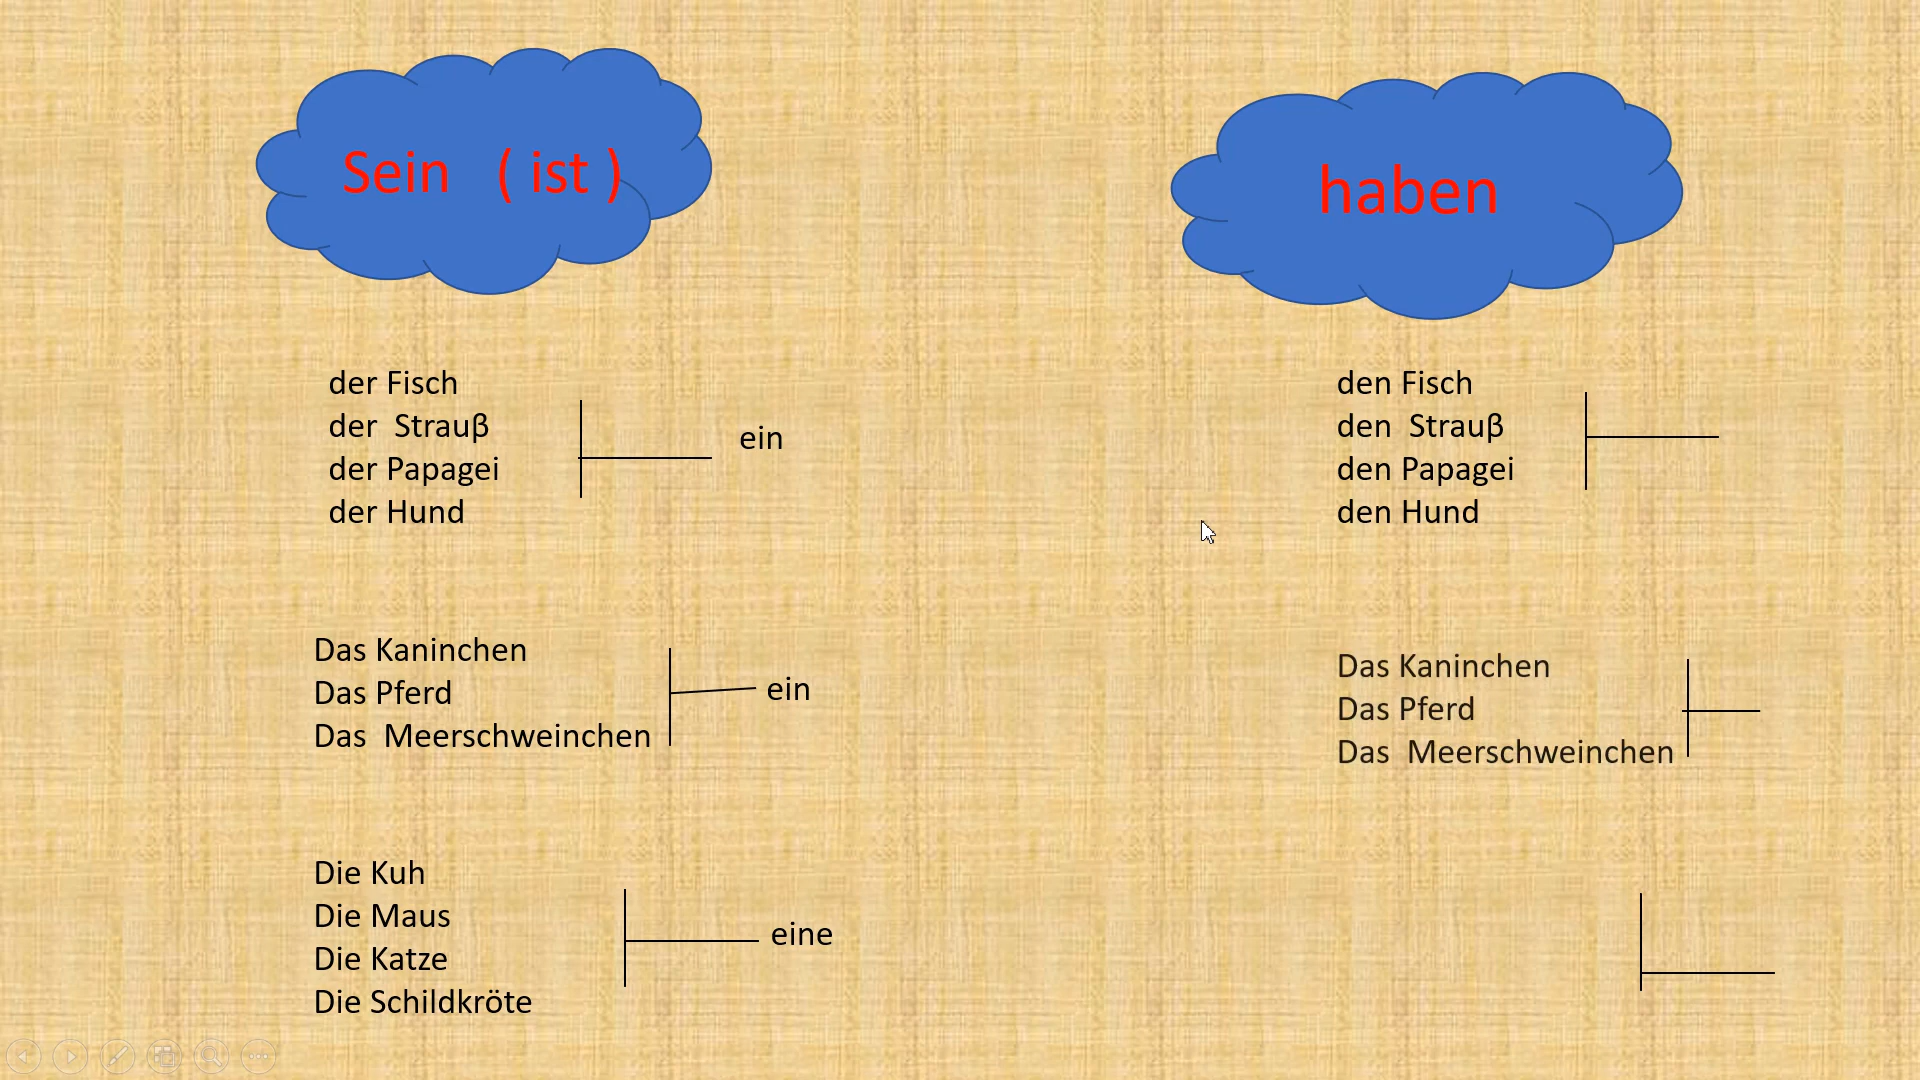 Sein ( ist )
der Fisch
der Strauβ
der Papagei
der Hund
ein
Das Kaninchen
Das Pferd
Das Meerschweinchen
ein
Die Kuh
Die Maus
Die Katze
Die Schildkröte
eine
haben
den Fisch
den Strauβ
den Papagei
den Hund
Das Kaninchen
Das Pferd
Das Meerschweinchen